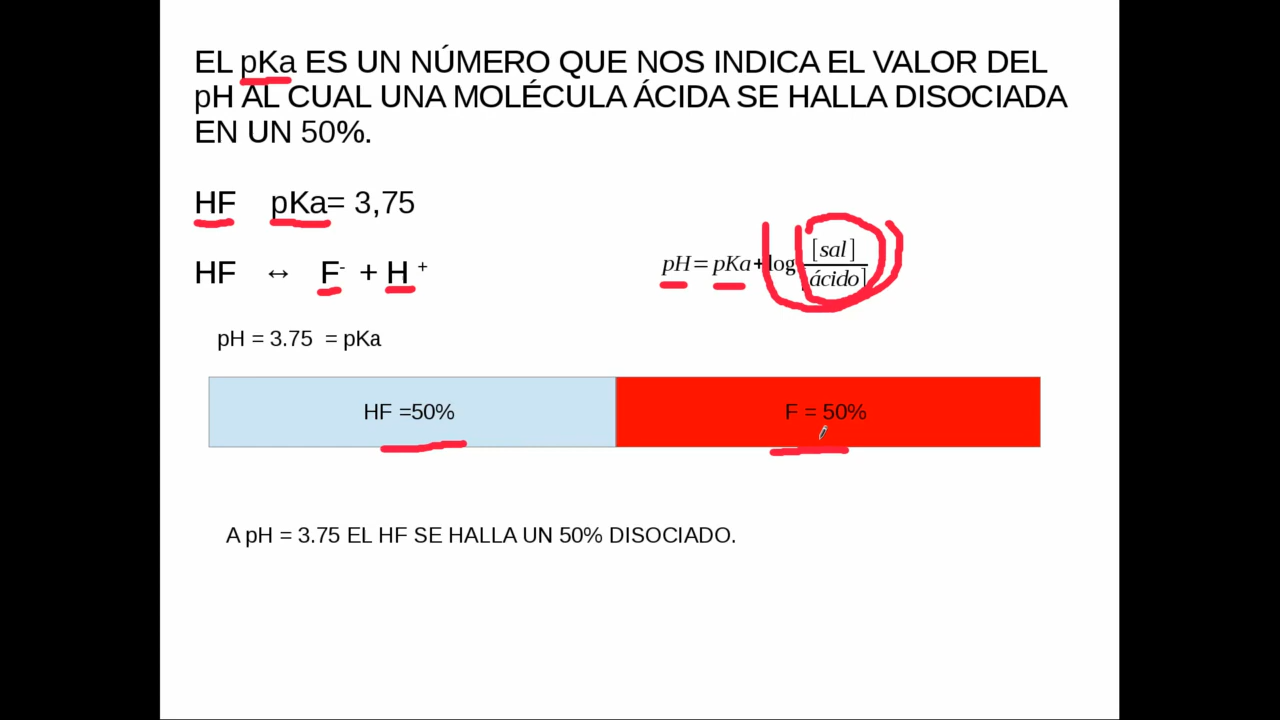 EL pKa ES UN NÚMERO QUE NOS INDICA EL VALOR DEL
pH AL CUAL UNA MOLÉCULA ÁCIDA SE HALLA DISOCIADA
EN UN 50%.
HF pKa= 3,75
HF ↔ F- + H +
pH = pKa + log [sal] / [ácido]
pH = 3.75 = pKa
HF =50%
F = 50%
A pH = 3.75 EL HF SE HALLA UN 50% DISOCIADO.